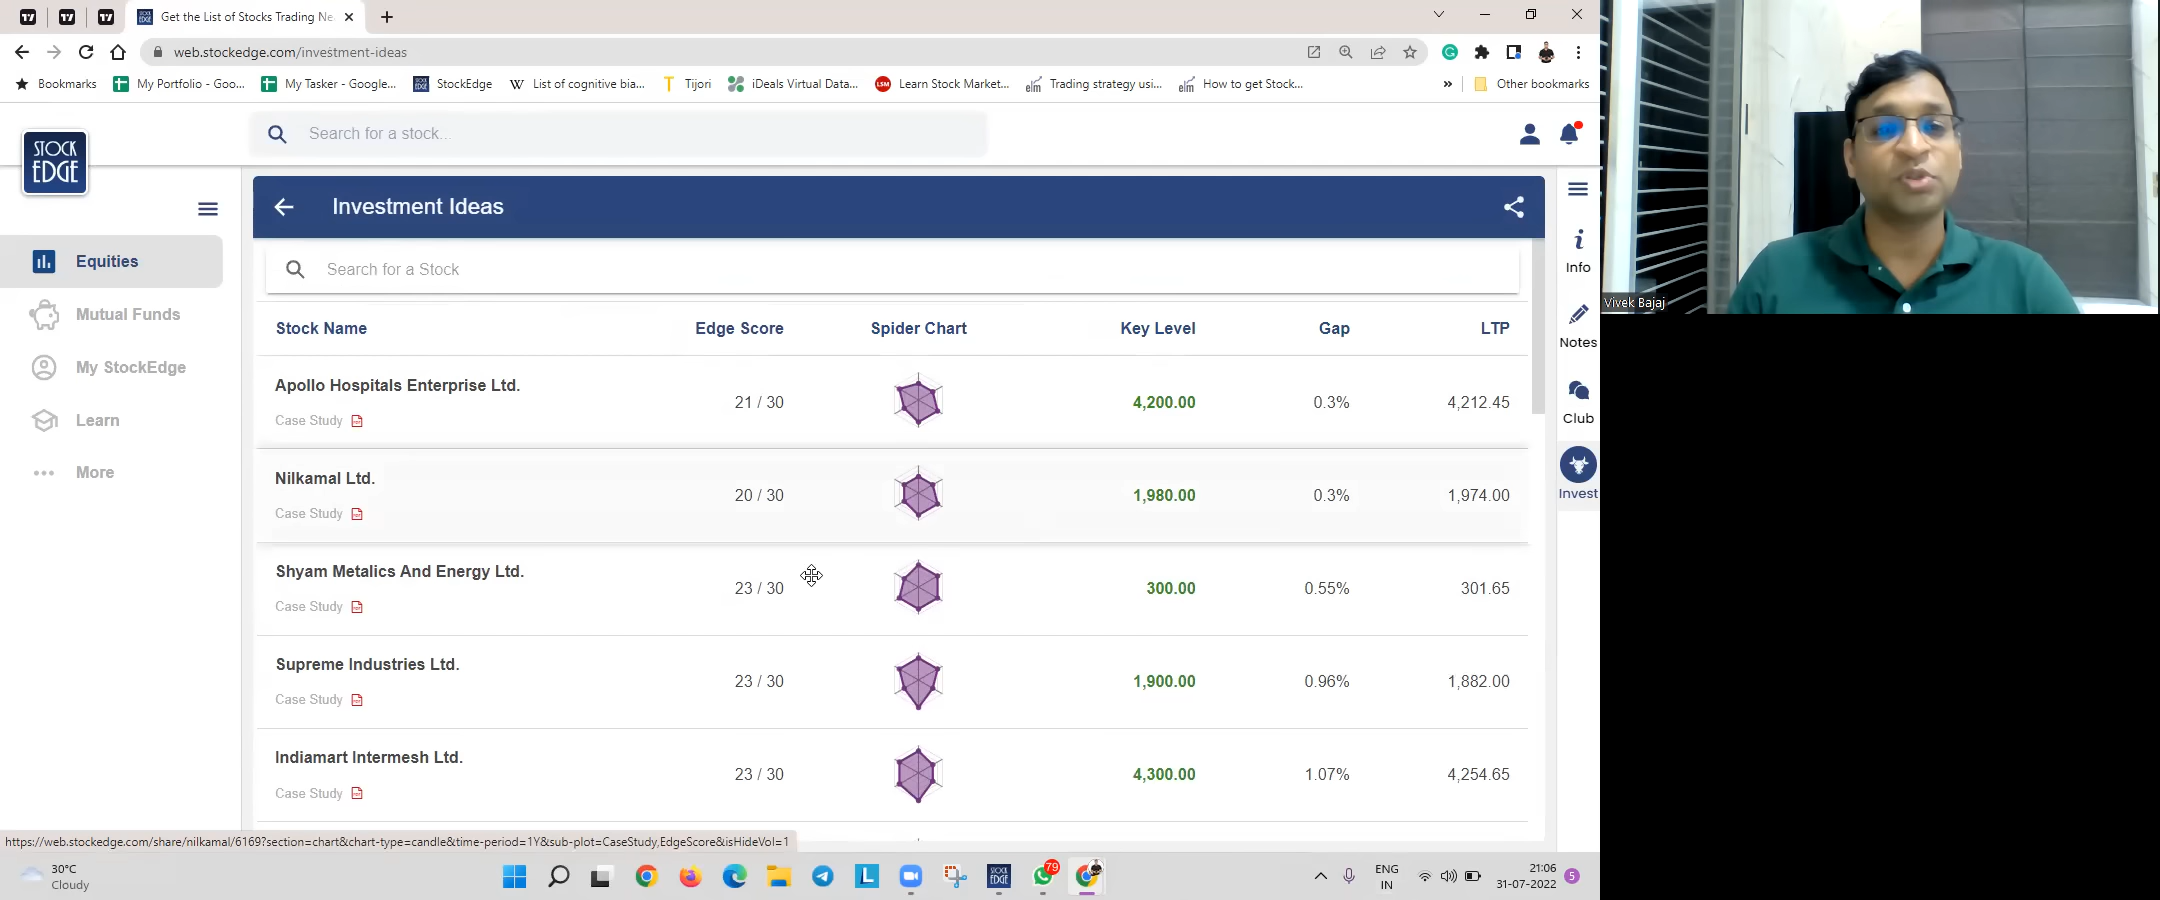 Get the List of Stocks Trading Ne
web.stockedge.com/investment-ideas
Bookmarks
My Portfolio - Goo...
My Tasker - Google...
StockEdge
List of cognitive bia...
Tijori
iDeals Virtual Data...
Learn Stock Market...
Trading strategy usi...
How to get Stock...
»
Other bookmarks
STOCK
EDGE
Search for a stock...
Equities
Mutual Funds
My StockEdge
Learn
More
Investment Ideas
Search for a Stock
Stock Name Edge Score Spider Chart Key Level Gap LTP
Apollo Hospitals Enterprise Ltd. 21 / 30 4,200.00 0.3% 4,212.45
Case Study
Nilkamal Ltd. 20 / 30 1,980.00 0.3% 1,974.00
Case Study
Shyam Metalics And Energy Ltd. 23 / 30 300.00 0.55% 301.65
Case Study
Supreme Industries Ltd. 23 / 30 1,900.00 0.96% 1,882.00
Case Study
Indiamart Intermesh Ltd. 23 / 30 4,300.00 1.07% 4,254.65
Case Study
Info
Notes
Club
Invest
Vivek Bajaj
https://web.stockedge.com/share/nilkamal/6169?section=chart&chart-type=candle&time-period=1Y&sub-plot=CaseStudy,EdgeScore&isHideVol=1
30°C
Cloudy
L
STOCK
EDGE
79
ENG
IN
21:06
31-07-2022
5